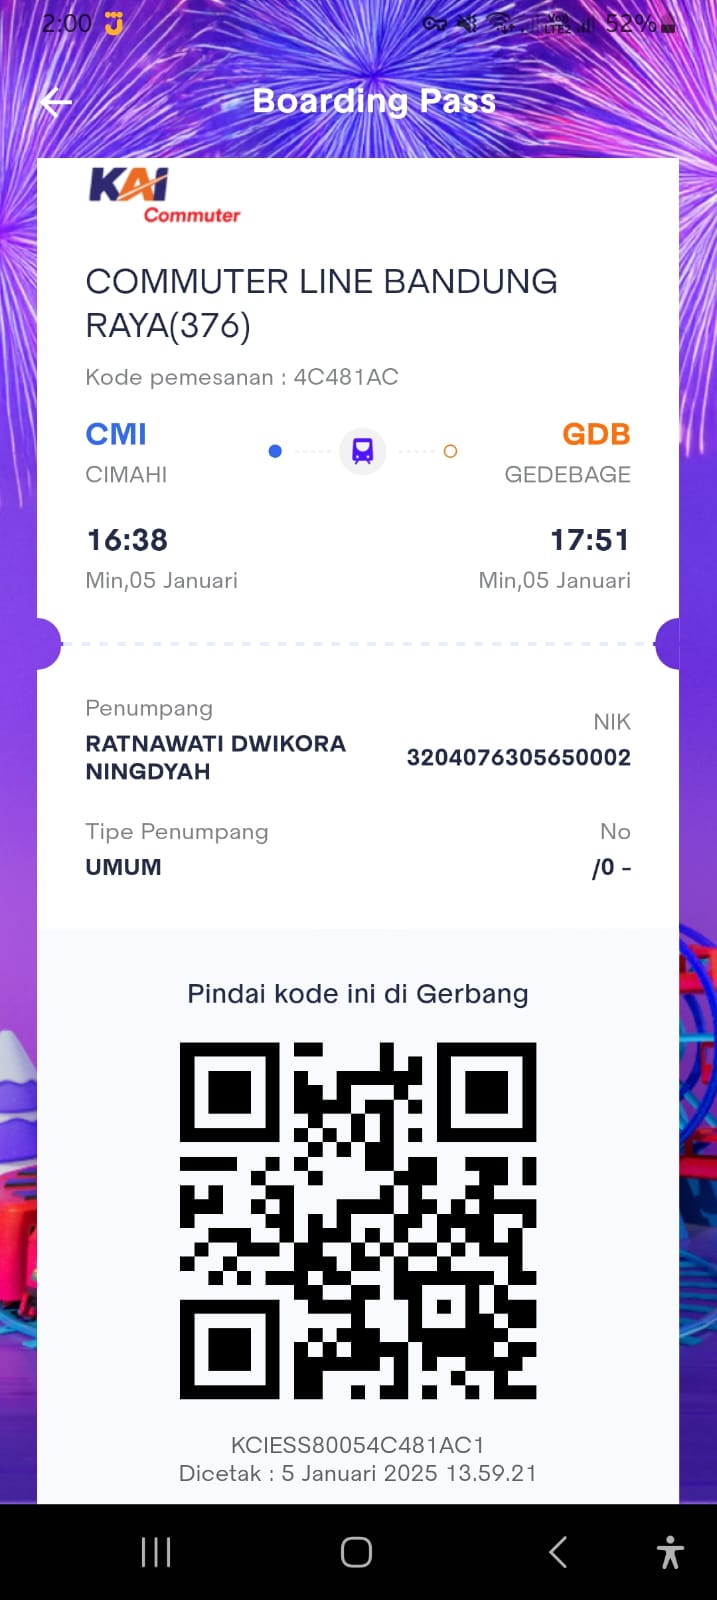 2:00
Vo))
LTE2
52%
Boarding Pass
KAI
Commuter
COMMUTER LINE BANDUNG
RAYA(376)
Kode pemesanan : 4C481AC
CMI
GDB
CIMAHI
GEDEBAGE
16:38
17:51
Min,05 Januari
Min,05 Januari
Penumpang
NIK
RATNAWATI DWIKORA
NINGDYAH
3204076305650002
Tipe Penumpang
No
UMUM
/0 -
Pindai kode ini di Gerbang
KCIESS80054C481AC1
Dicetak : 5 Januari 2025 13.59.21